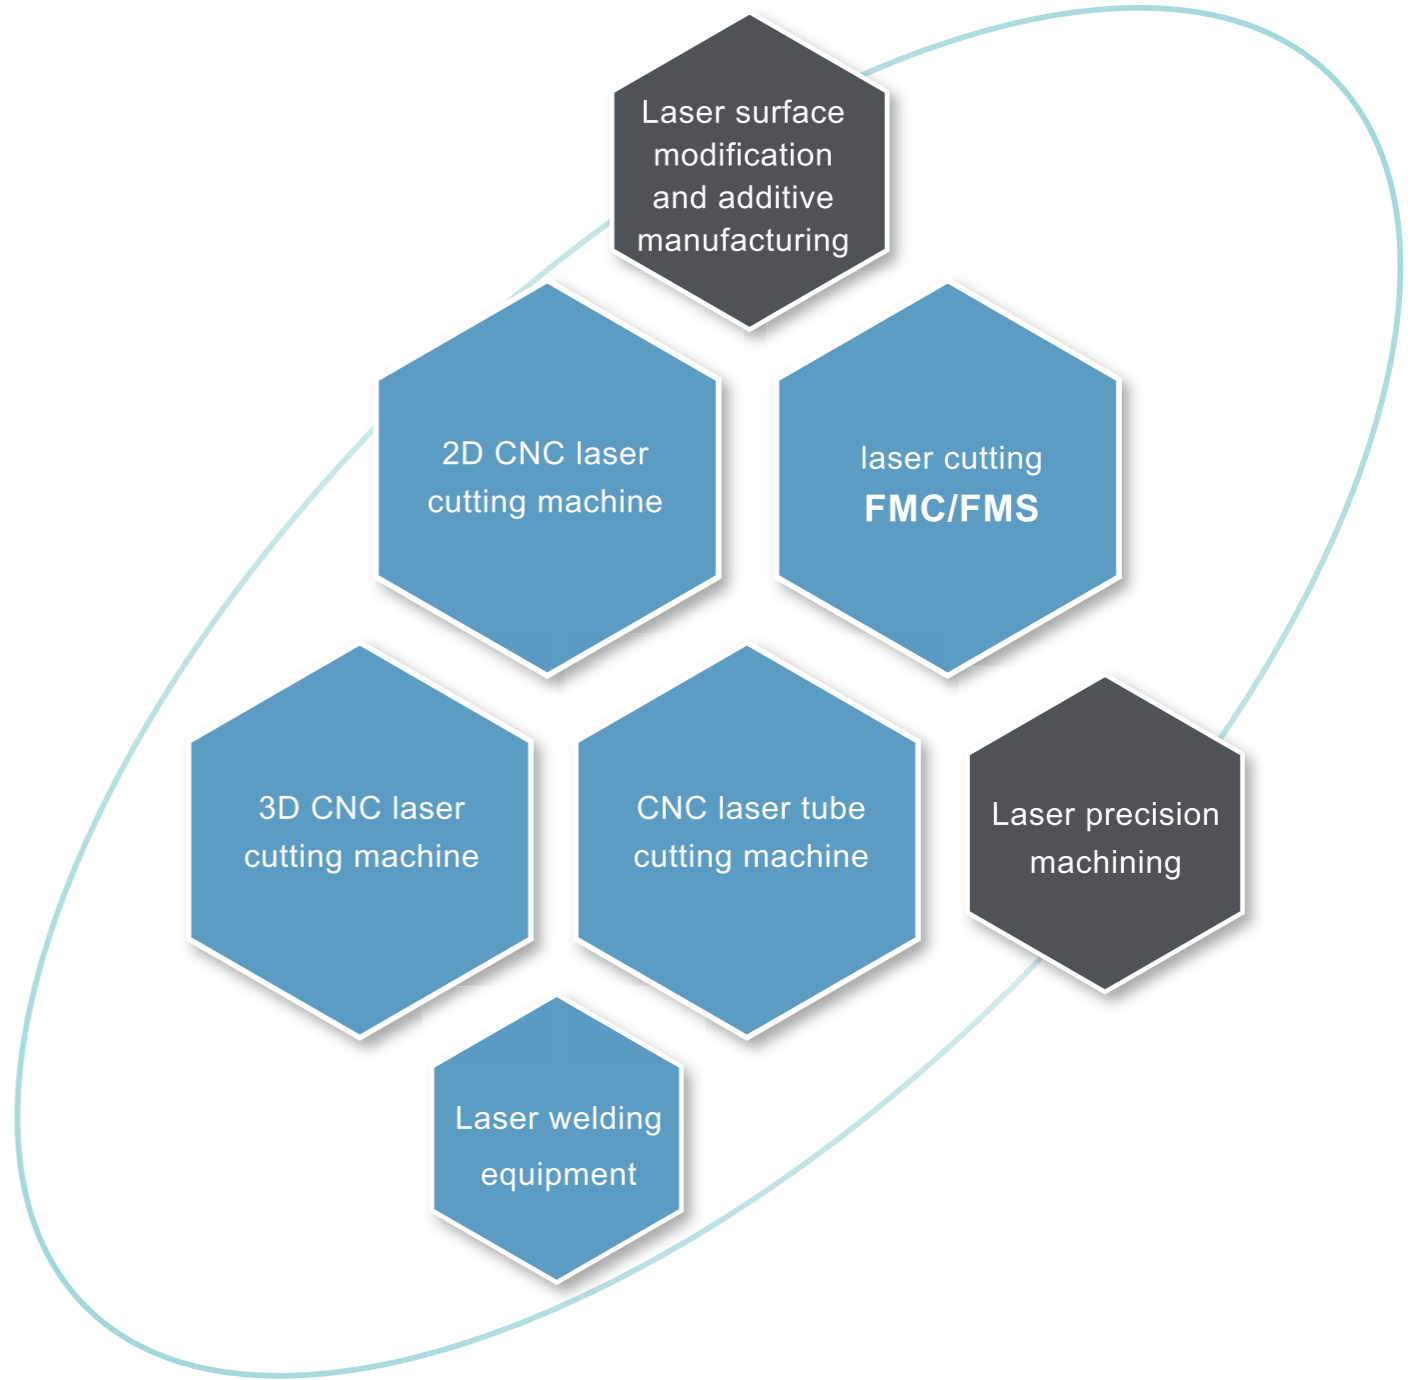 Laser surface
modification
and additive
manufacturing
2D CNC laser
cutting machine
laser cutting
FMC/FMS
3D CNC laser
cutting machine
CNC laser tube
cutting machine
Laser precision
machining
Laser welding
equipment